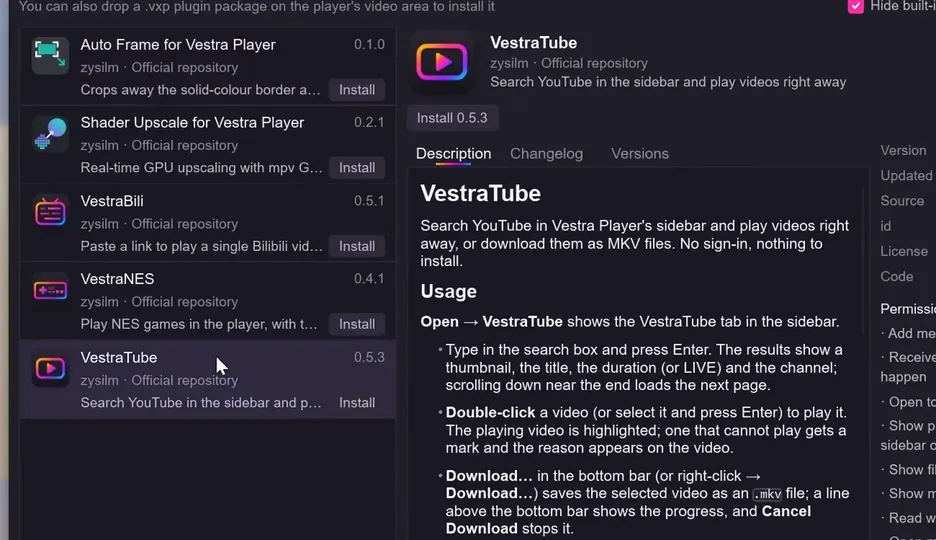 You can also drop a .vxp plugin package on the player's video area to install it
Hide built-i
Auto Frame for Vestra Player 0.1.0
zysilm · Official repository
Crops away the solid-colour border a… Install
Shader Upscale for Vestra Player 0.2.1
zysilm · Official repository
Real-time GPU upscaling with mpv G… Install
VestraBili 0.5.1
zysilm · Official repository
Paste a link to play a single Bilibili vid… Install
VestraNES 0.4.1
zysilm · Official repository
Play NES games in the player, with t… Install
VestraTube 0.5.3
zysilm · Official repository
Search YouTube in the sidebar and p… Install
VestraTube
zysilm · Official repository
Search YouTube in the sidebar and play videos right away
Install 0.5.3
Description Changelog Versions
VestraTube
Search YouTube in Vestra Player's sidebar and play videos right
away, or download them as MKV files. No sign-in, nothing to
install.
Usage
Open → VestraTube shows the VestraTube tab in the sidebar.
• Type in the search box and press Enter. The results show a
thumbnail, the title, the duration (or LIVE) and the channel;
scrolling down near the end loads the next page.
• Double-click a video (or select it and press Enter) to play it.
The playing video is highlighted; one that cannot play gets a
mark and the reason appears on the video.
• Download… in the bottom bar (or right-click →
Download…) saves the selected video as an .mkv file; a line
above the bottom bar shows the progress, and Cancel
Download stops it.
Version
Updated
Source
id
License
Code
Permissio
· Add me
· Receive
happen
· Open to
· Show p
sidebar o
· Show fil
· Show m
· Read w